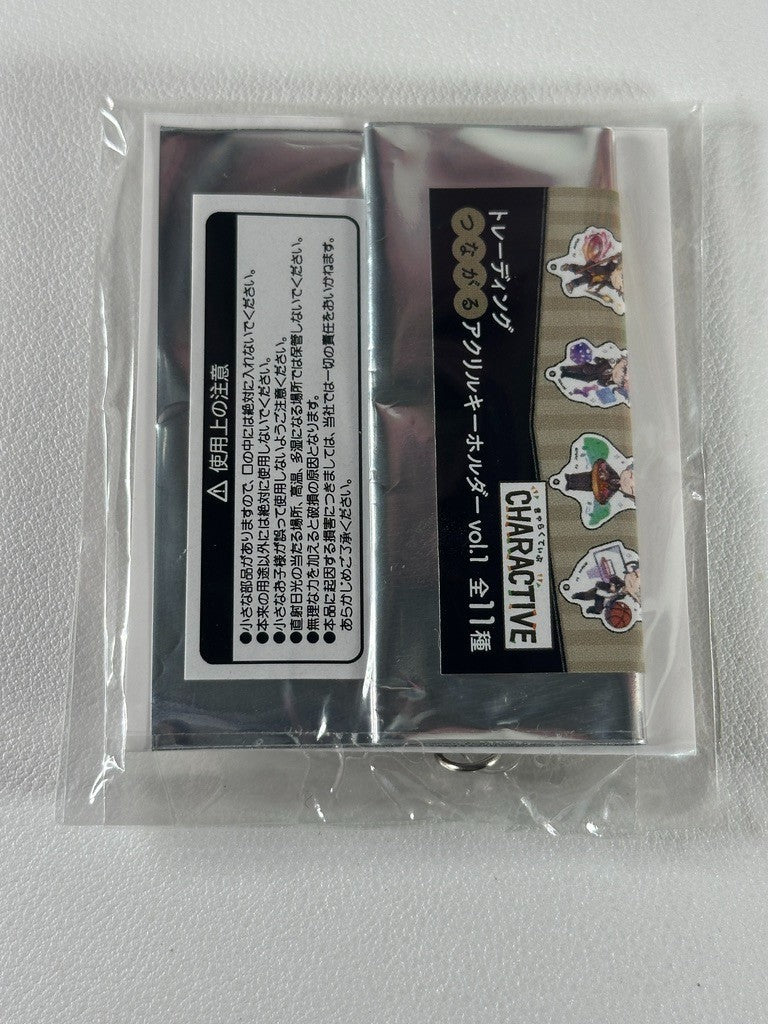 ⚠ 使用上の注意
●小さな部品がありますので、口の中には絶対に入れないでください。
●本来の用途以外には絶対に使用しないでください。
●小さなお子様が誤って使用しないようご注意ください。
●直射日光の当たる場所、高温、多湿になる場所では保管しないでください。
●無理な力を加えると破損の原因となります。
●本品に起因する損害につきましては、当社では一切の責任をおいかねます。
あらかじめご了承ください。
トレーディング
つながるアクリルキーホルダー vol.1 全11種
きゃらくてぃぶ
CHARACTIVE